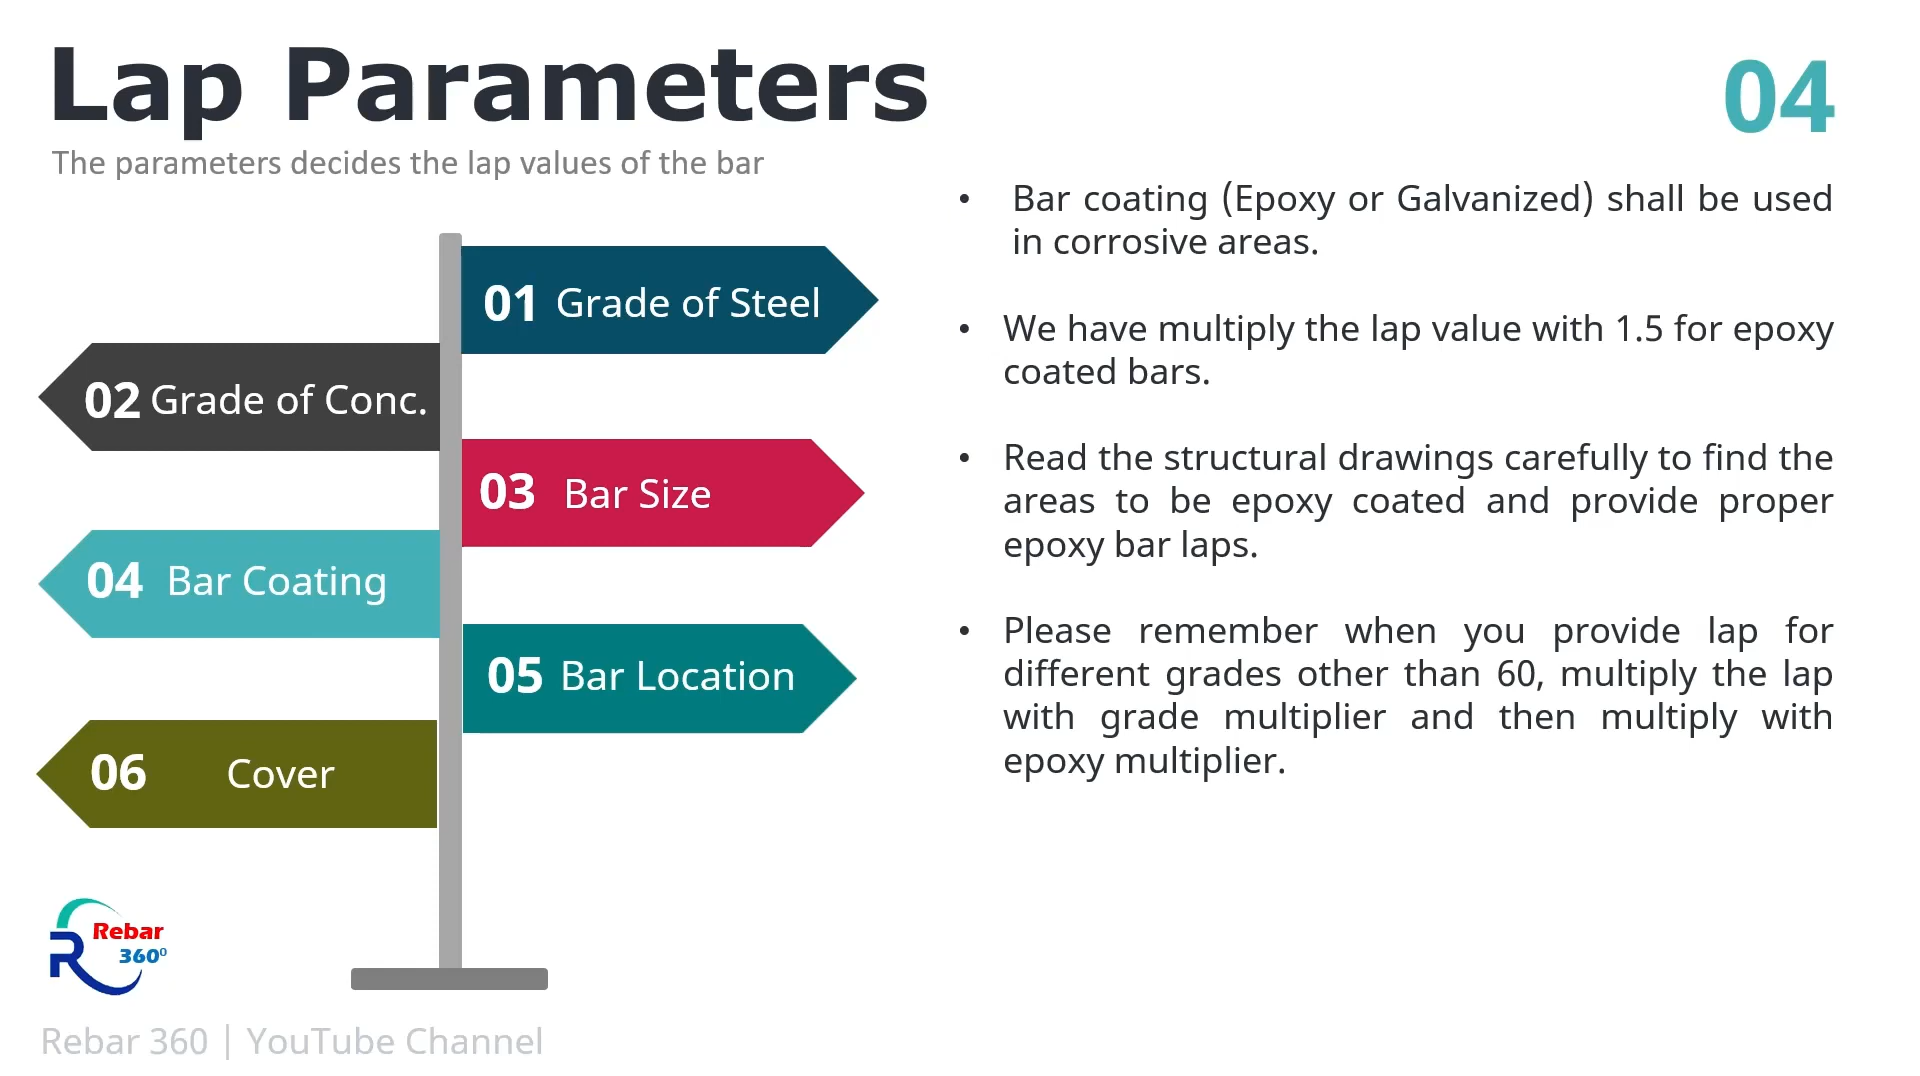 Lap Parameters
The parameters decides the lap values of the bar
04
01 Grade of Steel
02 Grade of Conc.
03 Bar Size
04 Bar Coating
05 Bar Location
06 Cover
• Bar coating (Epoxy or Galvanized) shall be used
in corrosive areas.
• We have multiply the lap value with 1.5 for epoxy
coated bars.
• Read the structural drawings carefully to find the
areas to be epoxy coated and provide proper
epoxy bar laps.
• Please remember when you provide lap for
different grades other than 60, multiply the lap
with grade multiplier and then multiply with
epoxy multiplier.
R
Rebar
360⁰
Rebar 360 | YouTube Channel